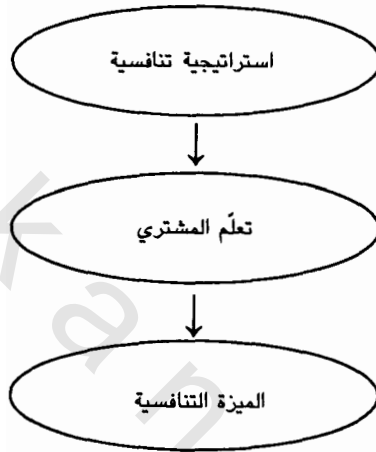 استراتيجية تنافسية
تعلّم المشتري
الميزة التنافسية
k a n